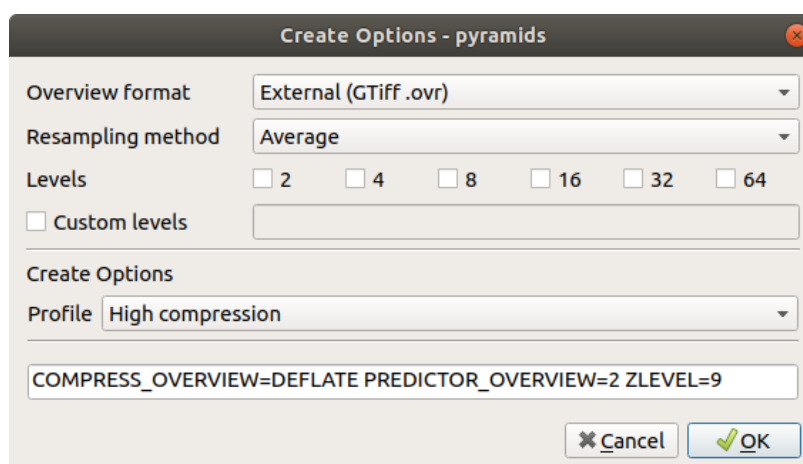 Create Options - pyramids
Overview format External (GTiff .ovr)
Resampling method Average
Levels 2 4 8 16 32 64
Custom levels
Create Options
Profile High compression
COMPRESS_OVERVIEW=DEFLATE PREDICTOR_OVERVIEW=2 ZLEVEL=9
Cancel OK